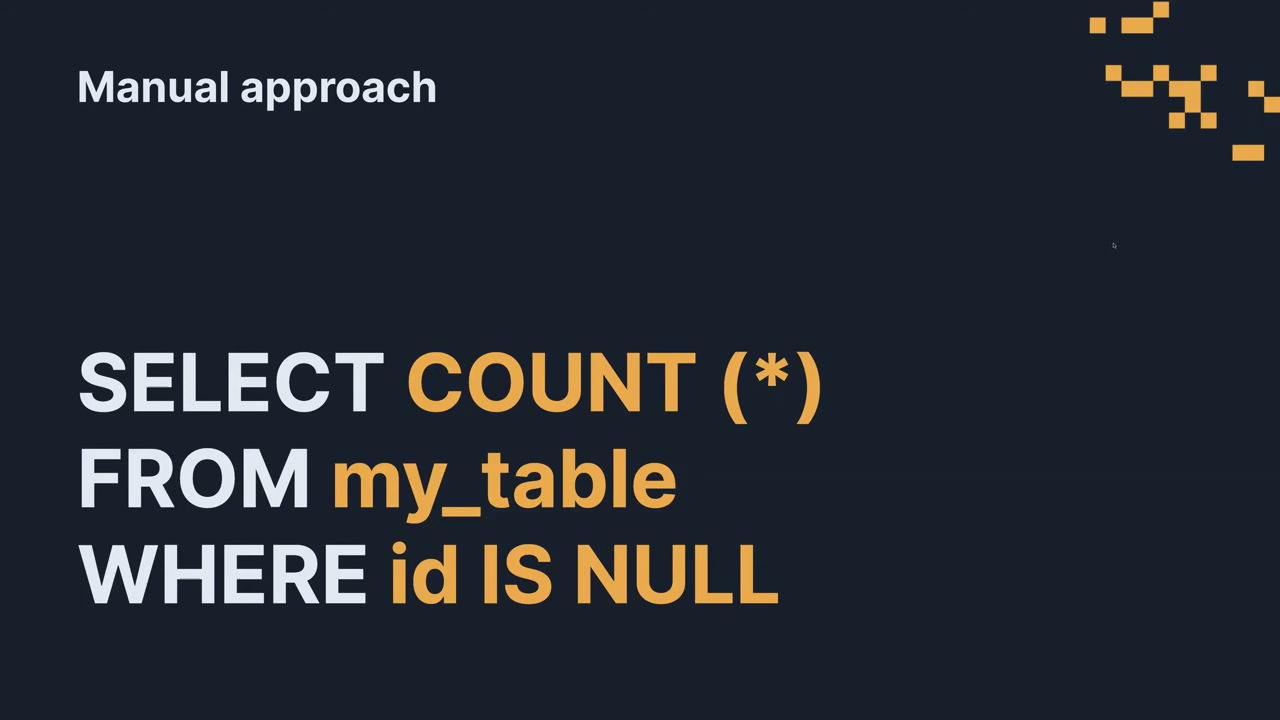 Manual approach
SELECT COUNT (*)
FROM my_table
WHERE id IS NULL